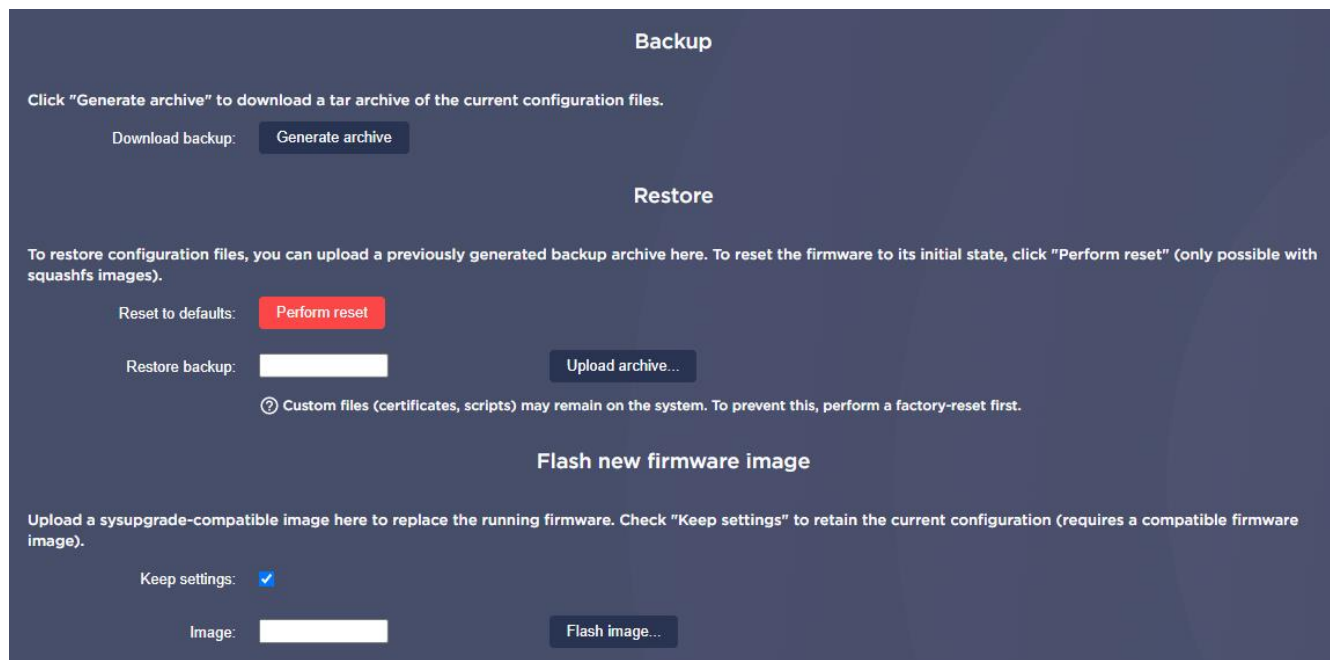 Backup
Click "Generate archive" to download a tar archive of the current configuration files.
Download backup: Generate archive
Restore
To restore configuration files, you can upload a previously generated backup archive here. To reset the firmware to its initial state, click "Perform reset" (only possible with
squashfs images).
Reset to defaults: Perform reset
Restore backup: Upload archive...
? Custom files (certificates, scripts) may remain on the system. To prevent this, perform a factory-reset first.
Flash new firmware image
Upload a sysupgrade-compatible image here to replace the running firmware. Check "Keep settings" to retain the current configuration (requires a compatible firmware
image).
Keep settings:
Image: Flash image...